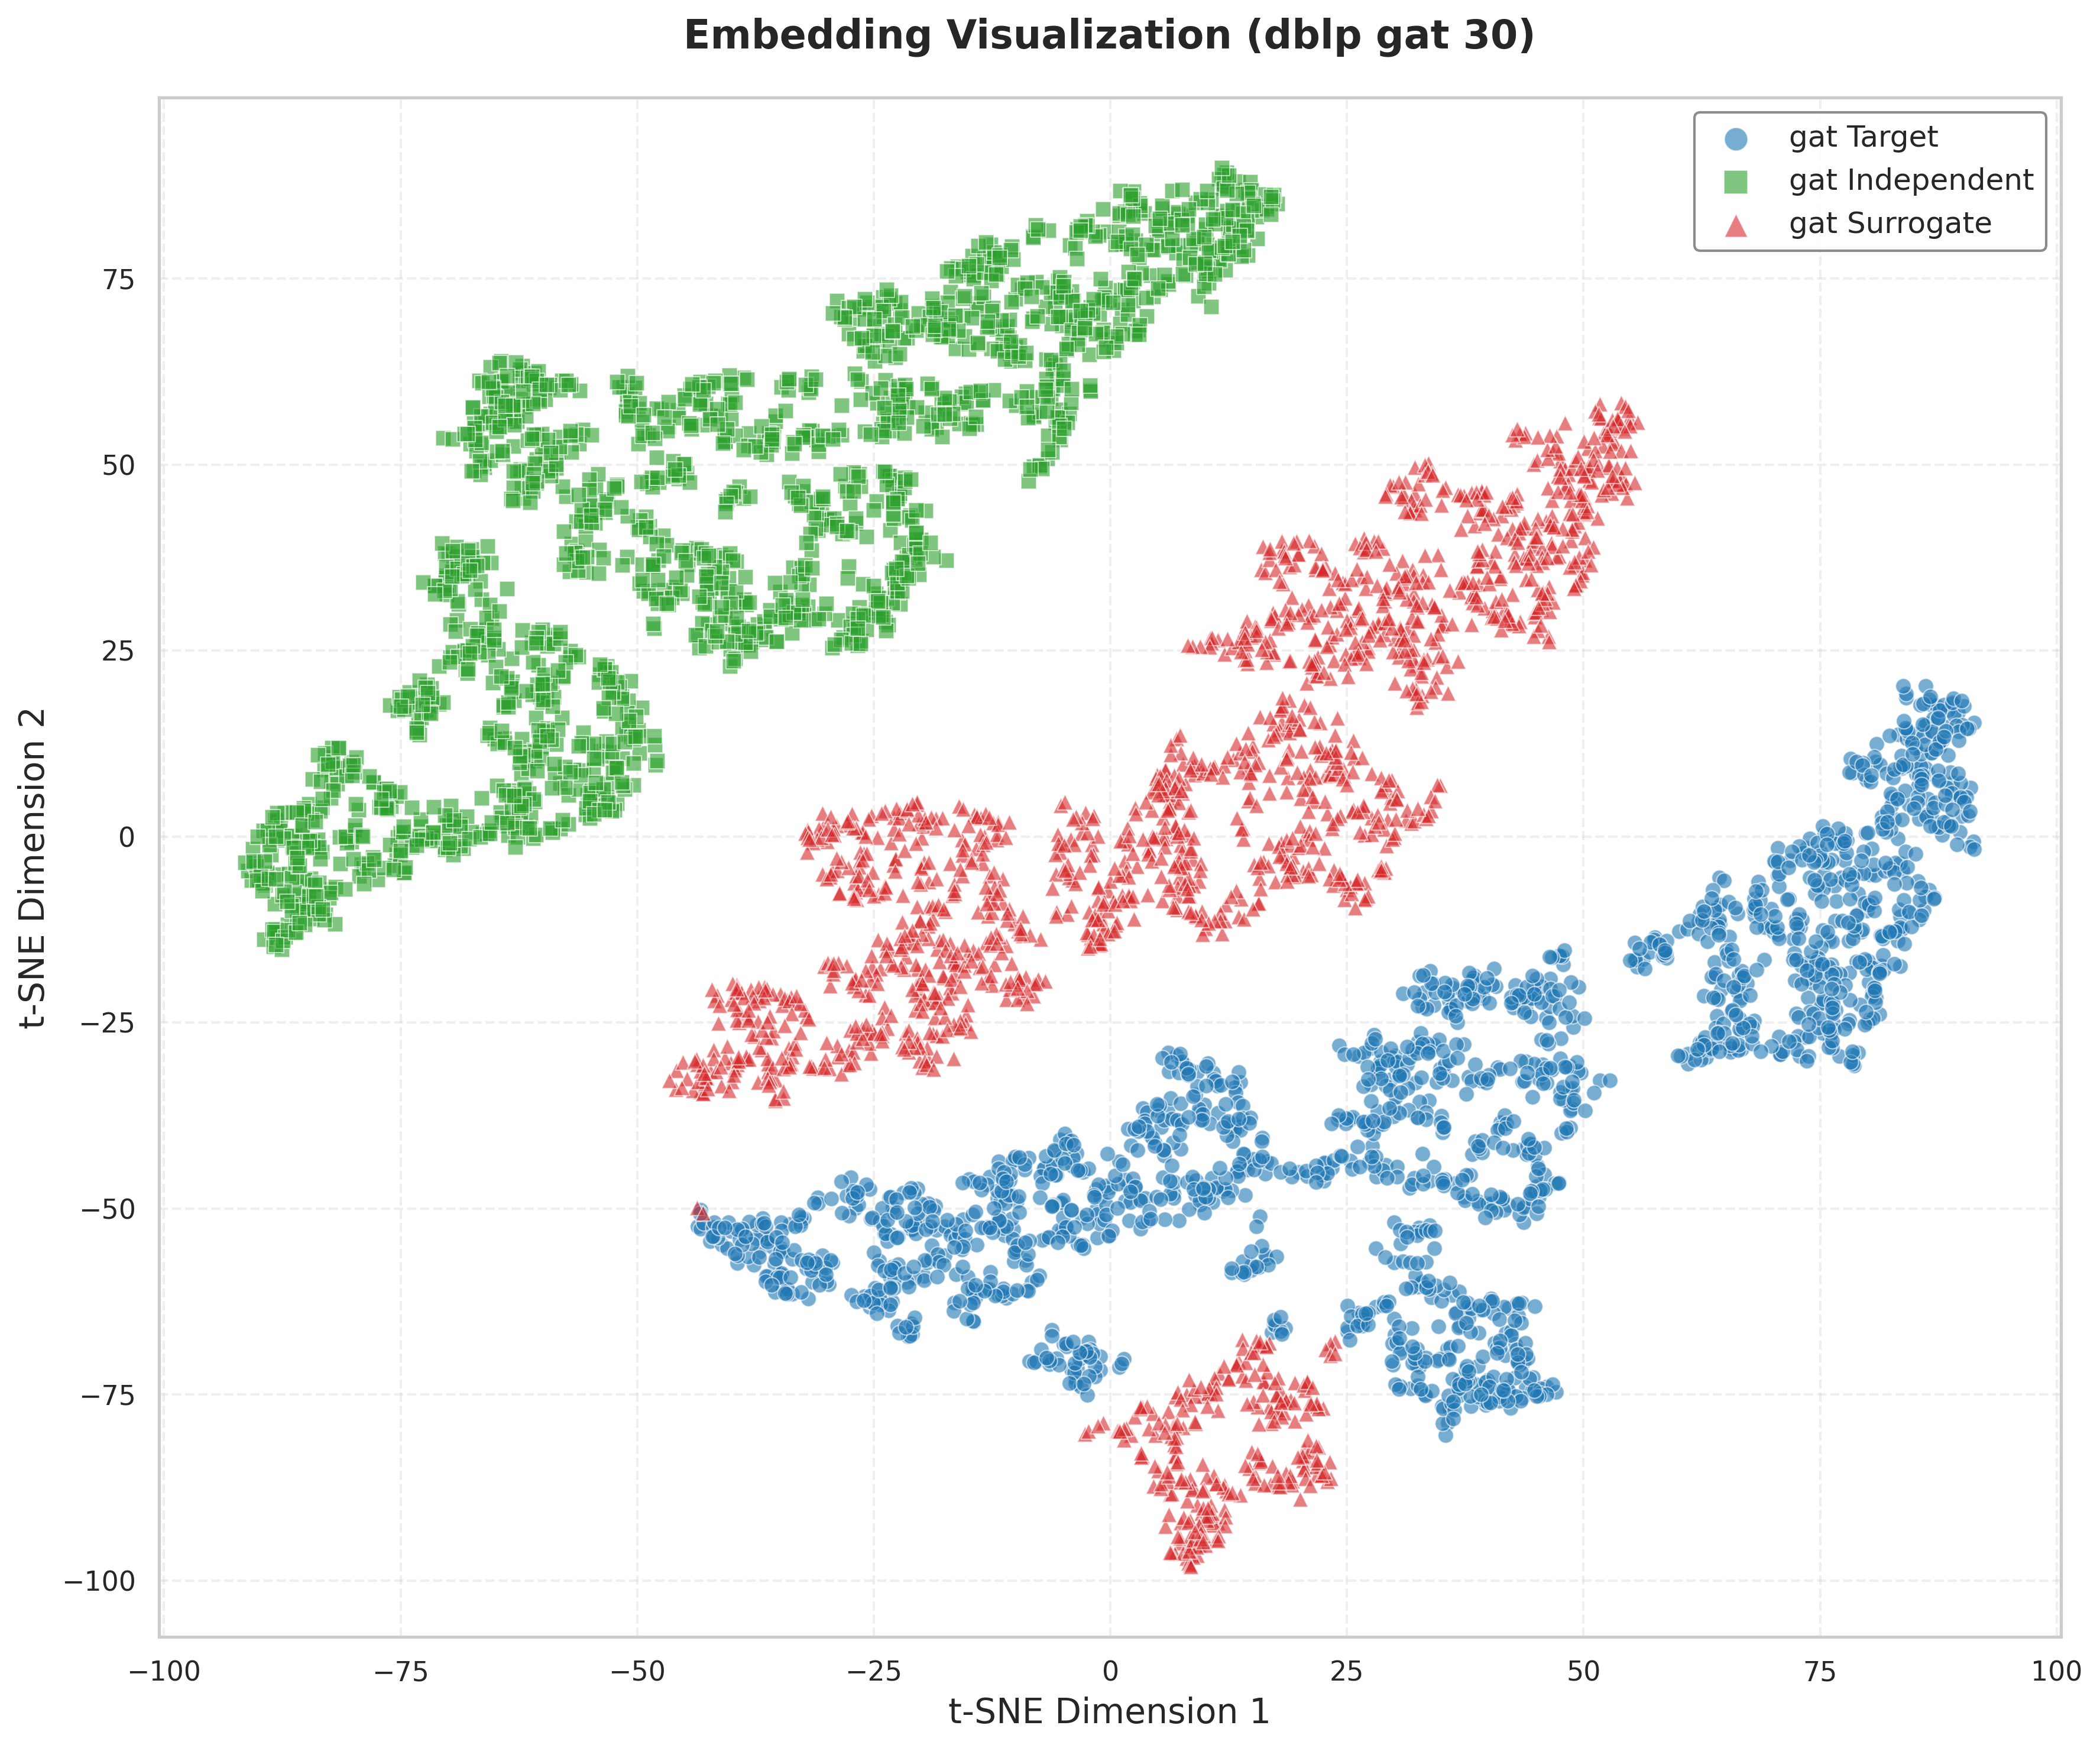 Embedding Visualization (dblp gat 30)
gat Target
gat Independent
gat Surrogate
t-SNE Dimension 2
75
50
25
0
−25
−50
−75
−100
−100
−75
−50
−25
0
25
50
75
100
t-SNE Dimension 1